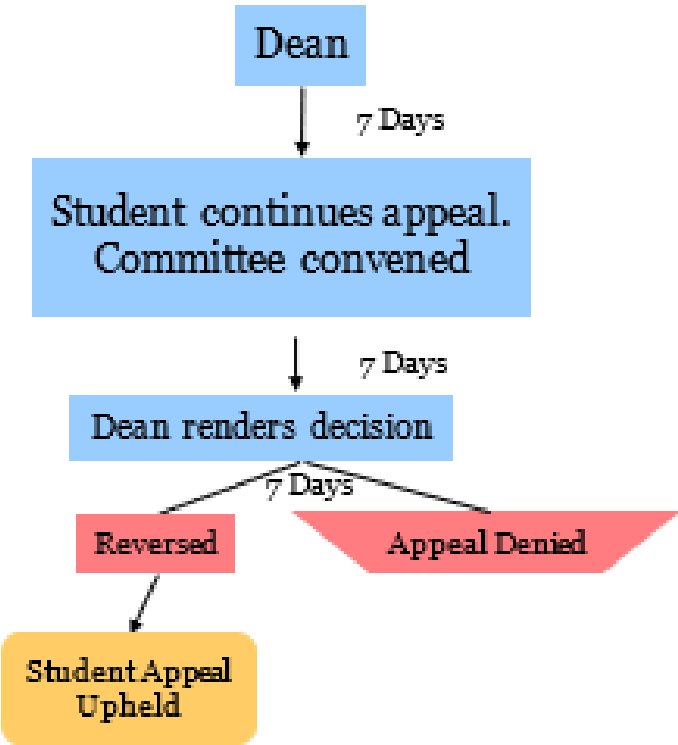 Dean
7 Days
Student continues appeal.
Committee convened
7 Days
Dean renders decision
7 Days
Reversed
Appeal Denied
Student Appeal
Upheld